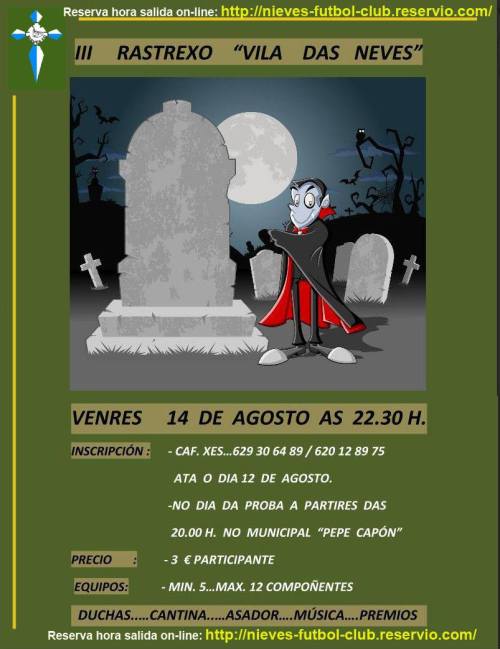 Reserva hora salida on-line: http://nieves-futbol-club.reservio.com/
III RASTREXO “VILA DAS NEVES”
VENRES 14 DE AGOSTO AS 22.30 H.
INSCRIPCIÓN : - CAF. XES...629 30 64 89 / 620 12 89 75
ATA O DIA 12 DE AGOSTO.
-NO DIA DA PROBA A PARTIRES DAS
20.00 H. NO MUNICIPAL “PEPE CAPÓN”
PRECIO : - 3 € PARTICIPANTE
EQUIPOS: - MIN. 5...MAX. 12 COMPOÑENTES
DUCHAS.....CANTINA.....ASADOR....MÚSICA....PREMIOS
Reserva hora salida on-line: http://nieves-futbol-club.reservio.com/